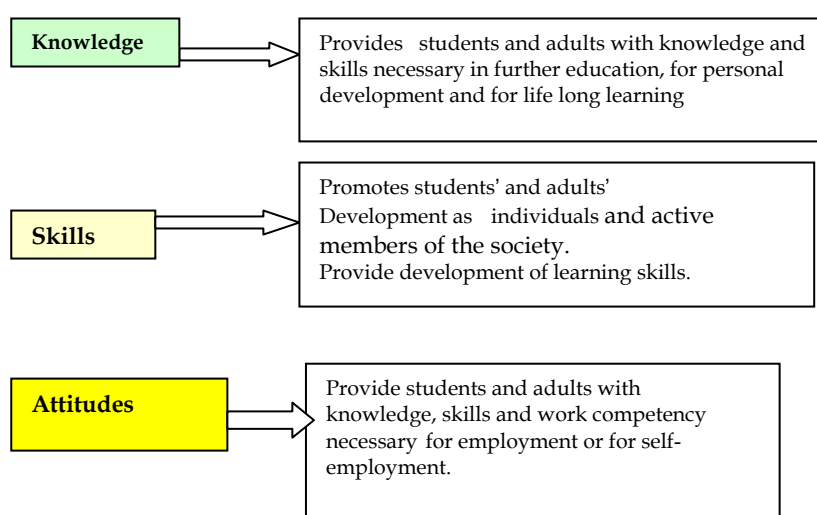 Knowledge
Provides students and adults with knowledge and
skills necessary in further education, for personal
development and for life long learning
Skills
Promotes students' and adults'
Development as individuals and active
members of the society.
Provide development of learning skills.
Attitudes
Provide students and adults with
knowledge, skills and work competency
necessary for employment or for self-
employment.